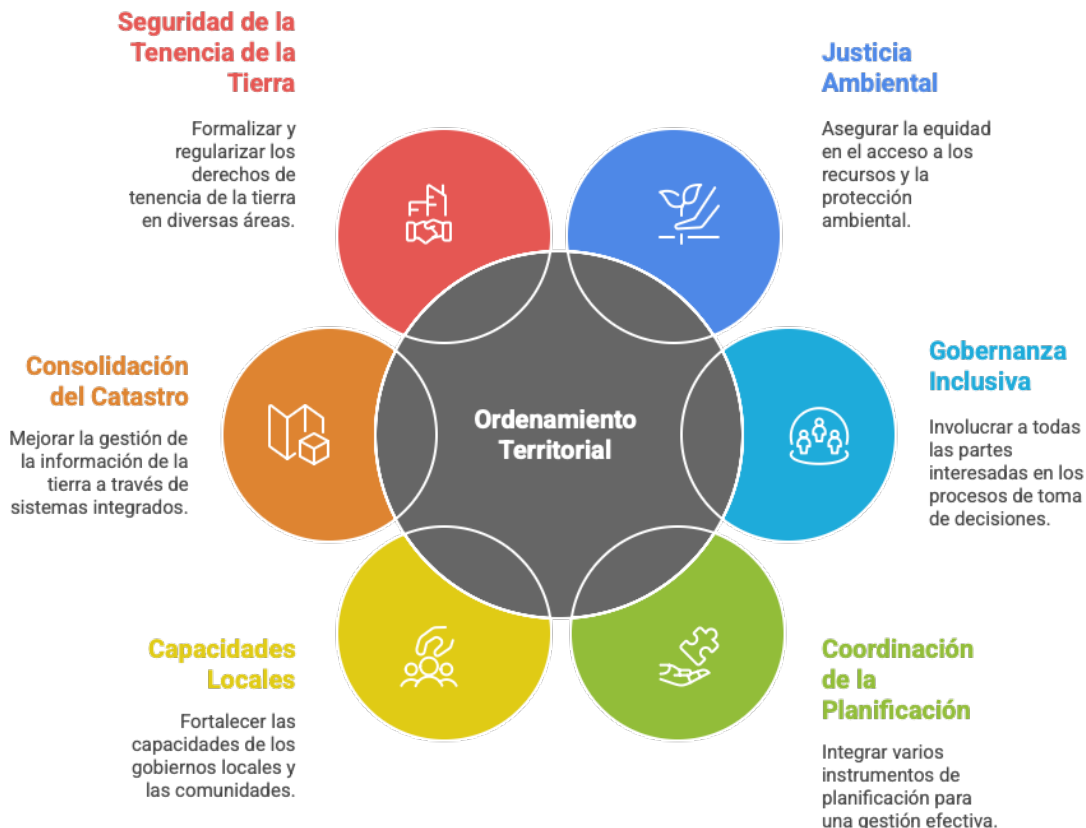 Seguridad de la
Tenencia de la
Tierra
Formalizar y
regularizar los
derechos de
tenencia de la tierra
en diversas áreas.
Justicia
Ambiental
Asegurar la equidad
en el acceso a los
recursos y la
protección
ambiental.
Consolidación
del Catastro
Mejorar la gestión de
la información de la
tierra a través de
sistemas integrados.
Ordenamiento
Territorial
Gobernanza
Inclusiva
Involucrar a todas
las partes
interesadas en los
procesos de toma
de decisiones.
Capacidades
Locales
Fortalecer las
capacidades de los
gobiernos locales y
las comunidades.
Coordinación
de la
Planificación
Integrar varios
instrumentos de
planificación para
una gestión efectiva.